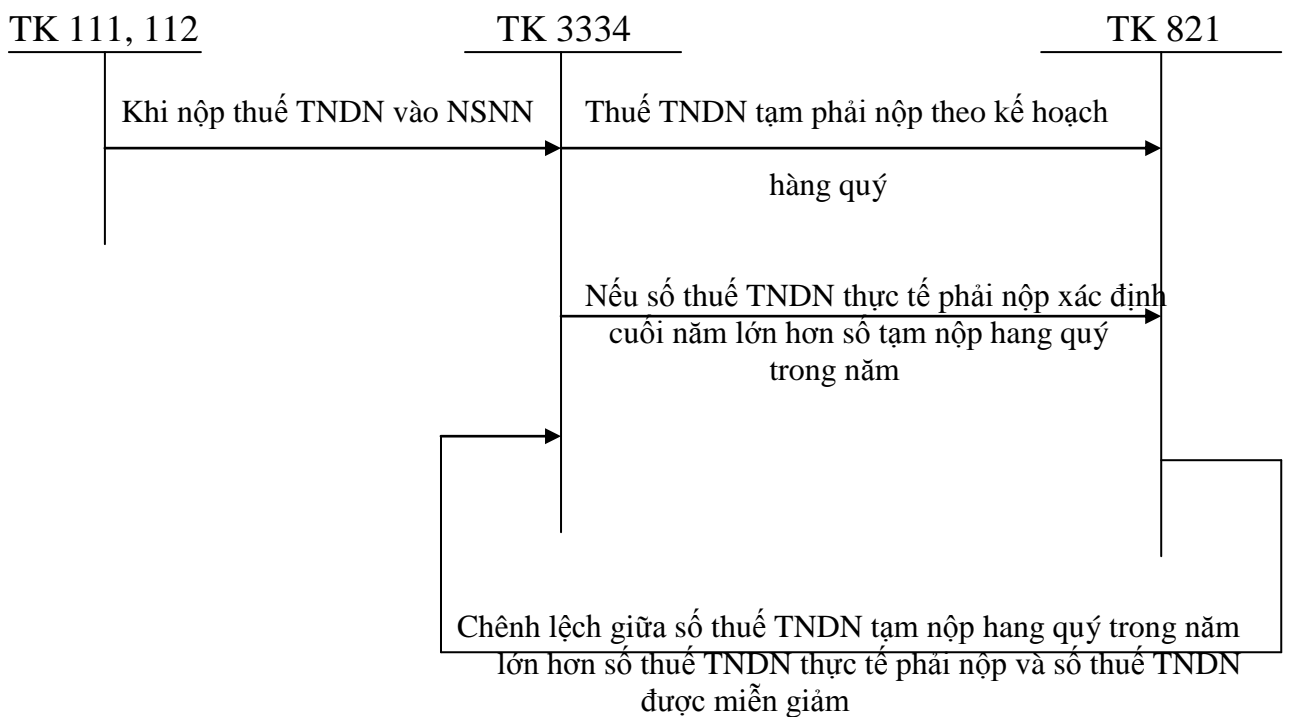 TK 111, 112 TK 3334 TK 821
Khi nộp thuế TNDN vào NSNN
Thuế TNDN tạm phải nộp theo kế hoạch
hàng quý
Nếu số thuế TNDN thực tế phải nộp xác định
cuối năm lớn hơn số tạm nộp hang quý
trong năm
Chênh lệch giữa số thuế TNDN tạm nộp hang quý trong năm
lớn hơn số thuế TNDN thực tế phải nộp và số thuế TNDN
được miễn giảm